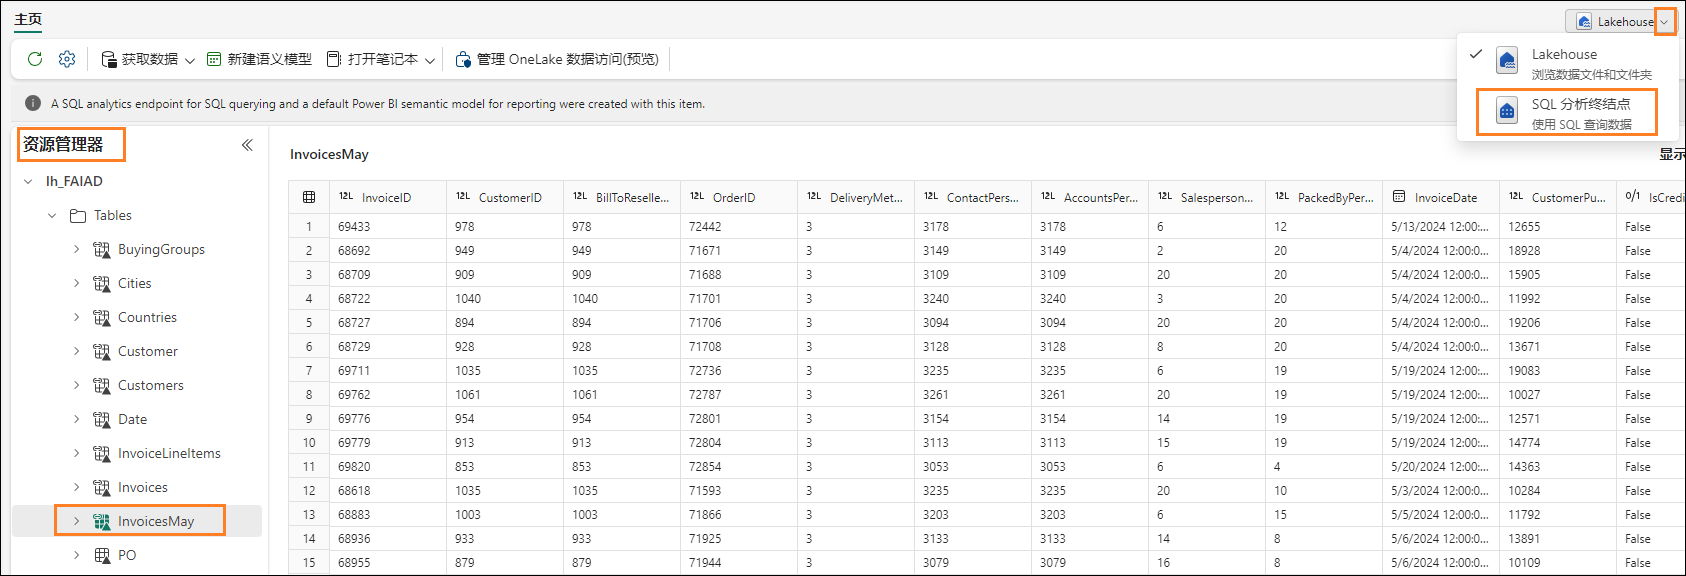 主页
Lakehouse
获取数据
新建语义模型
打开笔记本
管理 OneLake 数据访问(预览)
Lakehouse
浏览数据文件和文件夹
SQL 分析终结点
使用 SQL 查询数据
A SQL analytics endpoint for SQL querying and a default Power BI semantic model for reporting were created with this item.
资源管理器
lh_FAIAD
Tables
BuyingGroups
Cities
Countries
Customer
Customers
Date
InvoiceLineItems
Invoices
InvoicesMay
PO
InvoicesMay
显示
12L InvoiceID 12L CustomerID 12L BillToReselle... 12L OrderID 12L DeliveryMet... 12L ContactPers... 12L AccountsPer... 12L Salesperson... 12L PackedByPer... InvoiceDate 12L CustomerPu... 0/1 IsCredi
1 69433 978 978 72442 3 3178 3178 6 12 5/13/2024 12:00:... 12655 False
2 68692 949 949 71671 3 3149 3149 2 20 5/4/2024 12:00:0... 18928 False
3 68709 909 909 71688 3 3109 3109 20 20 5/4/2024 12:00:0... 15905 False
4 68722 1040 1040 71701 3 3240 3240 3 20 5/4/2024 12:00:0... 11992 False
5 68727 894 894 71706 3 3094 3094 20 20 5/4/2024 12:00:0... 19206 False
6 68729 928 928 71708 3 3128 3128 8 20 5/4/2024 12:00:0... 13671 False
7 69711 1035 1035 72736 3 3235 3235 6 19 5/19/2024 12:00:... 19083 False
8 69762 1061 1061 72787 3 3261 3261 20 19 5/19/2024 12:00:... 10027 False
9 69776 954 954 72801 3 3154 3154 14 19 5/19/2024 12:00:... 12571 False
10 69779 913 913 72804 3 3113 3113 15 19 5/19/2024 12:00:... 14774 False
11 69820 853 853 72854 3 3053 3053 6 4 5/20/2024 12:00:... 14363 False
12 68618 1035 1035 71593 3 3235 3235 20 10 5/3/2024 12:00:0... 10284 False
13 68883 1003 1003 71866 3 3203 3203 6 15 5/5/2024 12:00:0... 11792 False
14 68936 933 933 71925 3 3133 3133 14 8 5/6/2024 12:00:0... 13891 False
15 68955 879 879 71944 3 3079 3079 16 8 5/6/2024 12:00:0... 10109 False